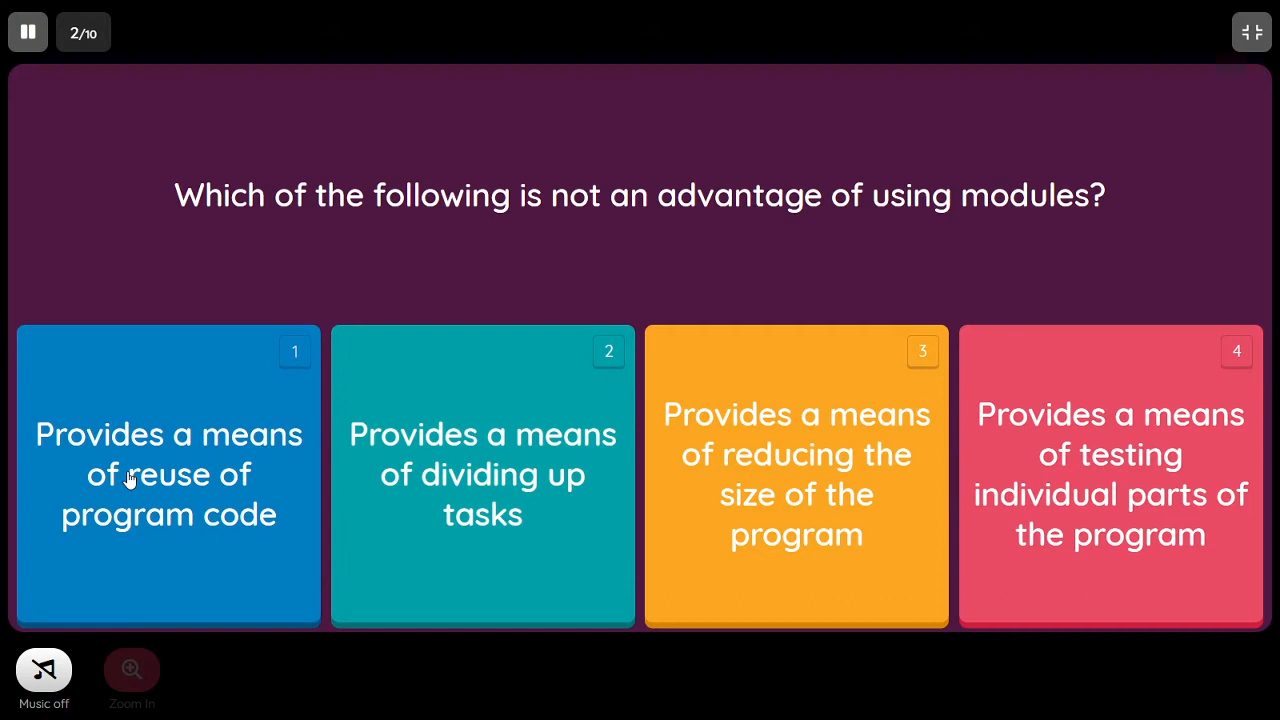 2/10
Which of the following is not an advantage of using modules?
1
Provides a means
of reuse of
program code
2
Provides a means
of dividing up
tasks
3
Provides a means
of reducing the
size of the
program
4
Provides a means
of testing
individual parts of
the program
Music off
Zoom In